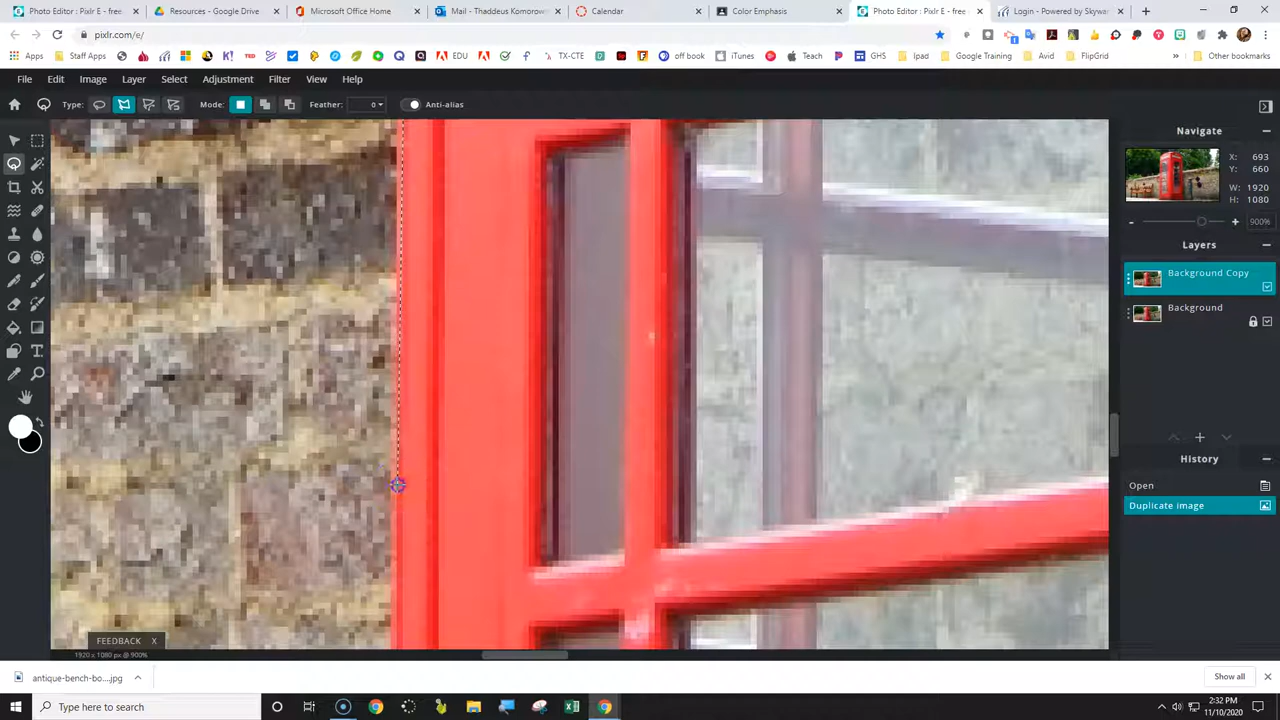 Photo Editor : Pixlr E - free
Resources - Google Drive
Microsoft Office Home
Mail - Thaddeus Komorow
Calendar
Color Emphasis
Photo Editor : Pixlr E - free
Login - Powered by Skywar
pixlr.com/e/
Apps
Staff Apps
TED
EDU
TX-CTE
off book
iTunes
Teach
GHS
Ipad
Google Training
Avid
FlipGrid
Other bookmarks
File
Edit
Image
Layer
Select
Adjustment
Filter
View
Help
Type:
Mode:
Feather:
0
Anti-alias
Navigate
X: 693
Y: 660
W: 1920
H: 1080
900%
Layers
Background Copy
Background
History
Open
Duplicate image
FEEDBACK X
1920 x 1080 px @ 900%
antique-bench-bo....jpg
Show all
Type here to search
2:32 PM
11/10/2020